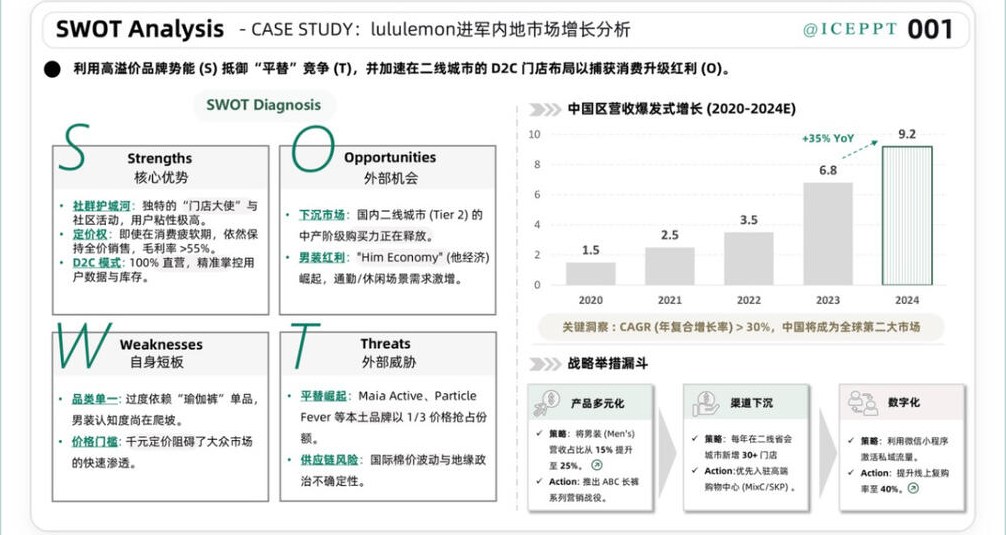 SWOT Analysis - CASE STUDY：lululemon进军内地市场增长分析
@ICEPPT 001
利用高溢价品牌势能 (S) 抵御“平替”竞争 (T)，并加速在二线城市的 D2C 门店布局以捕获消费升级红利 (O)。
SWOT Diagnosis
S
Strengths
核心优势
• 社群护城河：独特的“门店大使”与
社区活动，用户粘性极高。
• 定价权：即使在消费疲软期，依然保
持全价销售，毛利率 >55%。
• D2C 模式：100% 直营，精准掌控用
户数据与库存。
O
Opportunities
外部机会
• 下沉市场：国内二线城市 (Tier 2) 的
中产阶级购买力正在释放。
• 男装红利："Him Economy" (他经济)
崛起，通勤/休闲场景需求激增。
W
Weaknesses
自身短板
• 品类单一：过度依赖“瑜伽裤”单品，
男装认知度尚在爬坡。
• 价格门槛：千元定价阻碍了大众市场
的快速渗透。
T
Threats
外部威胁
• 平替崛起：Maia Active、Particle
Fever 等本土品牌以 1/3 价格抢占份
额。
• 供应链风险：国际棉价波动与地缘政
治不确定性。
中国区营收爆发式增长 (2020-2024E)
10
8
6
4
2
0
1.5
2.5
3.5
6.8
9.2
+35% YoY
2020
2021
2022
2023
2024
关键洞察：CAGR (年复合增长率) > 30%，中国将成为全球第二大市场
战略举措漏斗
产品多元化
✓ 策略：将男装 (Men's)
营收占比从 15% 提升
至 25%。
✓ Action: 推出 ABC 长裤
系列营销战役。
渠道下沉
✓ 策略：每年在二线省会
城市新增 30+ 门店
✓ Action:优先入驻高端
购物中心 (MixC/SKP) 。
数字化
✓ 策略：利用微信小程序
激活私域流量。
✓ Action：提升线上复购
率至 40%。